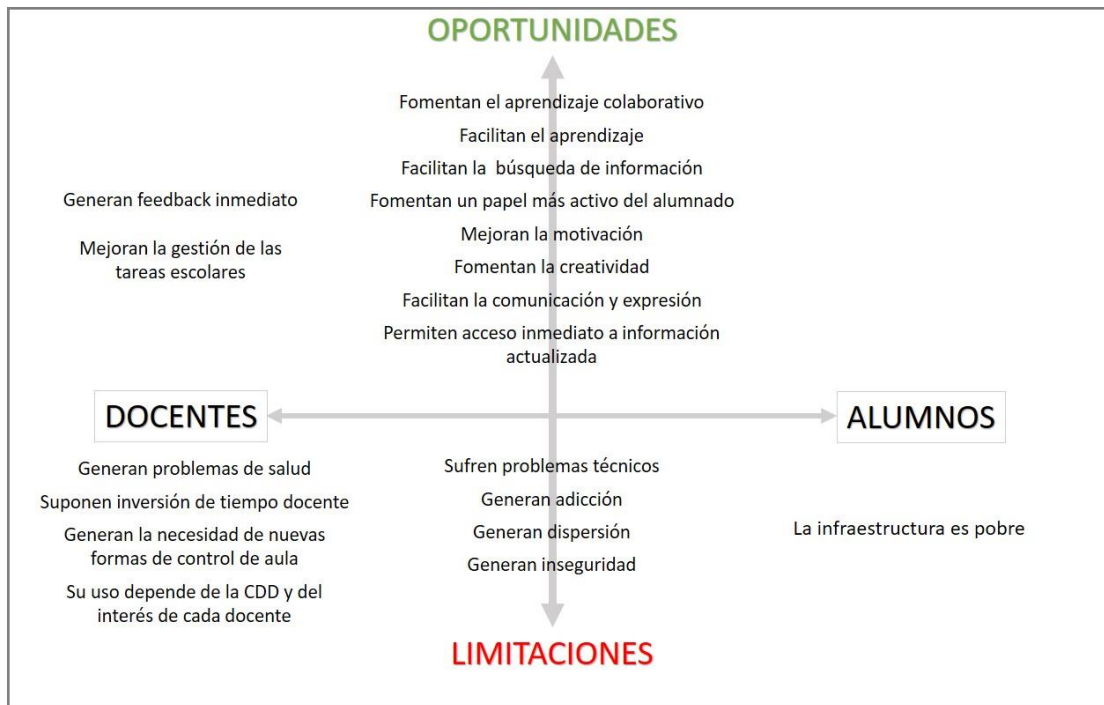 OPORTUNIDADES
Fomentan el aprendizaje colaborativo
Facilitan el aprendizaje
Facilitan la búsqueda de información
Fomentan un papel más activo del alumnado
Mejoran la motivación
Fomentan la creatividad
Facilitan la comunicación y expresión
Permiten acceso inmediato a información
actualizada
Generan feedback inmediato
Mejoran la gestión de las
tareas escolares
DOCENTES
ALUMNOS
Generan problemas de salud
Suponen inversión de tiempo docente
Generan la necesidad de nuevas
formas de control de aula
Su uso depende de la CDD y del
interés de cada docente
Sufren problemas técnicos
Generan adicción
Generan dispersión
Generan inseguridad
La infraestructura es pobre
LIMITACIONES